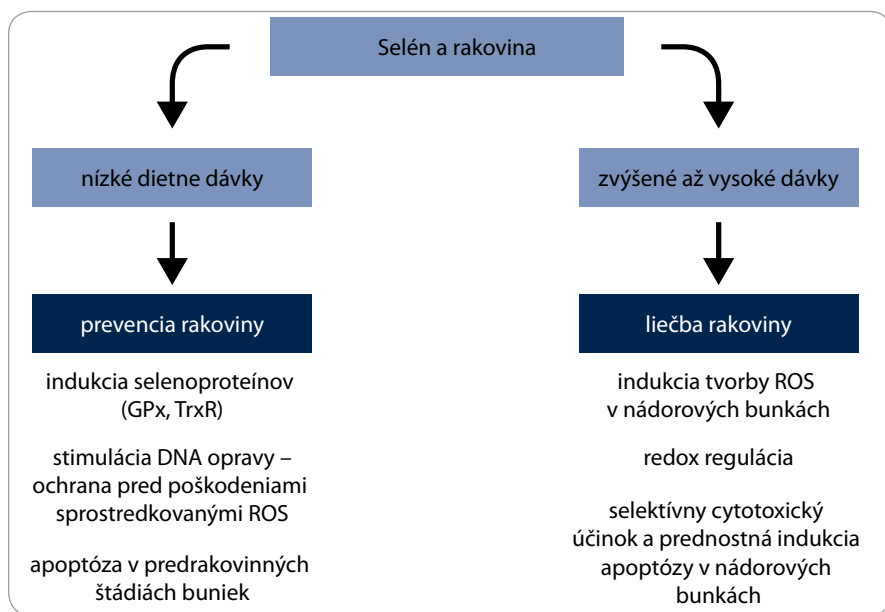 Selén a rakovina
nízké dietne dávky
prevencia rakoviny
indukcia selenoproteínov
(GPx, TrxR)
stimulácia DNA opravy –
ochrana pred poškodeniami
sprostredkovanými ROS
apoptóza v predrakovinných
štádiách buniek
zvýšené až vysoké dávky
liečba rakoviny
indukcia tvorby ROS
v nádorových bunkách
redox regulácia
selektívny cytotoxický
účinok a prednostná indukcia
apoptózy v nádorových
bunkách